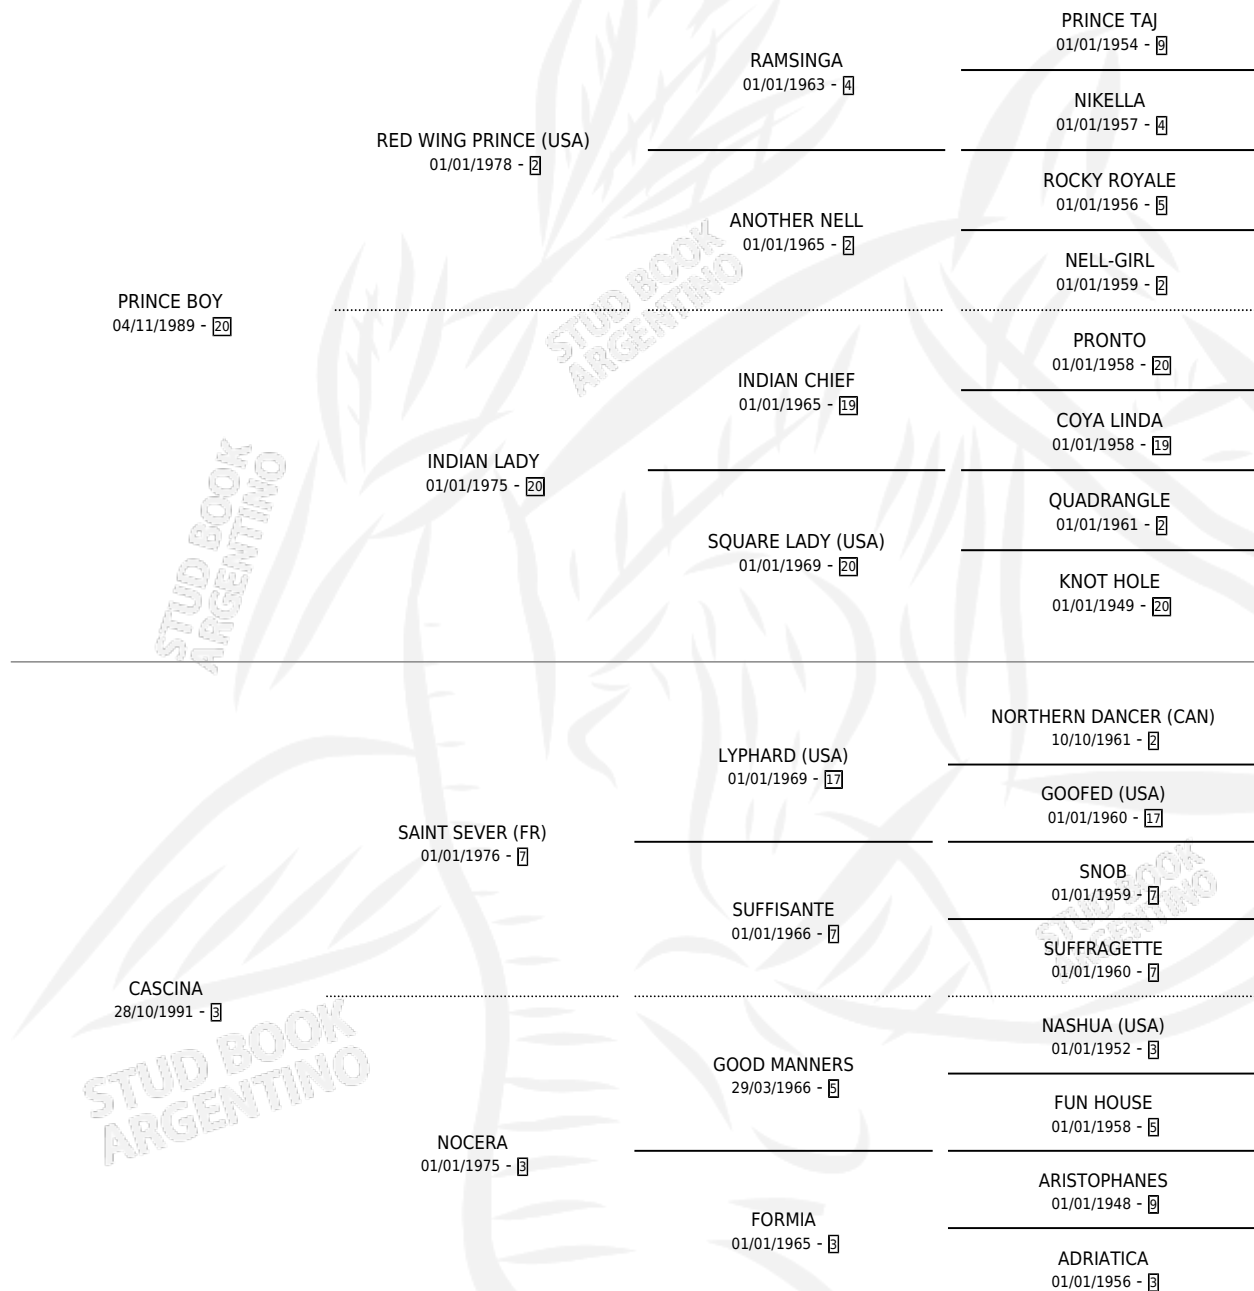 PRINCE TAJ
01/01/1954 - 9
RAMSINGA
01/01/1963 - 4
NIKELLA
01/01/1957 - 4
RED WING PRINCE (USA)
01/01/1978 - 2
ROCKY ROYALE
01/01/1956 - 5
ANOTHER NELL
01/01/1965 - 2
NELL-GIRL
01/01/1959 - 2
PRINCE BOY
04/11/1989 - 20
PRONTO
01/01/1958 - 20
INDIAN CHIEF
01/01/1965 - 19
COYA LINDA
01/01/1958 - 19
INDIAN LADY
01/01/1975 - 20
QUADRANGLE
01/01/1961 - 2
SQUARE LADY (USA)
01/01/1969 - 20
KNOT HOLE
01/01/1949 - 20
NORTHERN DANCER (CAN)
10/10/1961 - 2
LYPHARD (USA)
01/01/1969 - 17
GOOFED (USA)
01/01/1960 - 17
SAINT SEVER (FR)
01/01/1976 - 7
SNOB
01/01/1959 - 7
SUFFISANTE
01/01/1966 - 7
SUFFRAGETTE
01/01/1960 - 7
CASCINA
28/10/1991 - 3
NASHUA (USA)
01/01/1952 - 3
GOOD MANNERS
29/03/1966 - 5
FUN HOUSE
01/01/1958 - 5
NOCERA
01/01/1975 - 3
ARISTOPHANES
01/01/1948 - 9
FORMIA
01/01/1965 - 3
ADRIATICA
01/01/1956 - 3
STUD BOOK
ARGENTINO
STUD BOOK
ARGENTINO
STUD BOOK
ARGENTINO
STUD BOOK
ARGENTINO